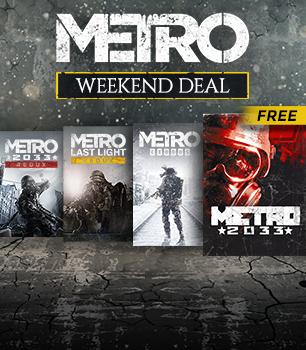 METRO
WEEKEND DEAL
FREE
METRO
2033
REDUX
METRO
LAST LIGHT
REDUX
METRO
EXODUS
METRO
2033